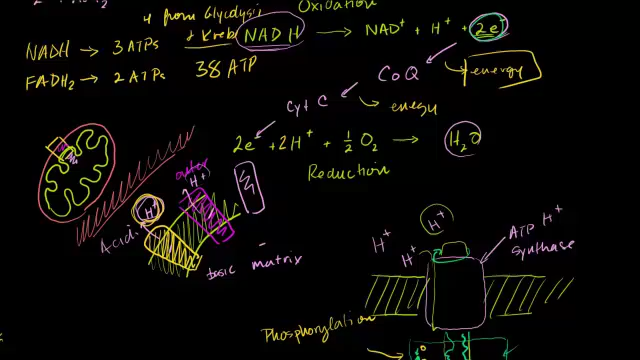 4 from Glycolysis
& Kreb
Oxidation
NADH → 3 ATPs
NADH → NAD⁺ + H⁺ + 2e⁻
FADH₂ → 2 ATPs
38 ATP
energy
CoQ
Cyt C
energy
2e⁻ + 2H⁺ + ½ O₂ → H₂O
Reduction
outer
H⁺
H⁺
Acidic
matrix
H⁺
H⁺
H⁺
ATP H⁺
Synthase
Phosphorylation